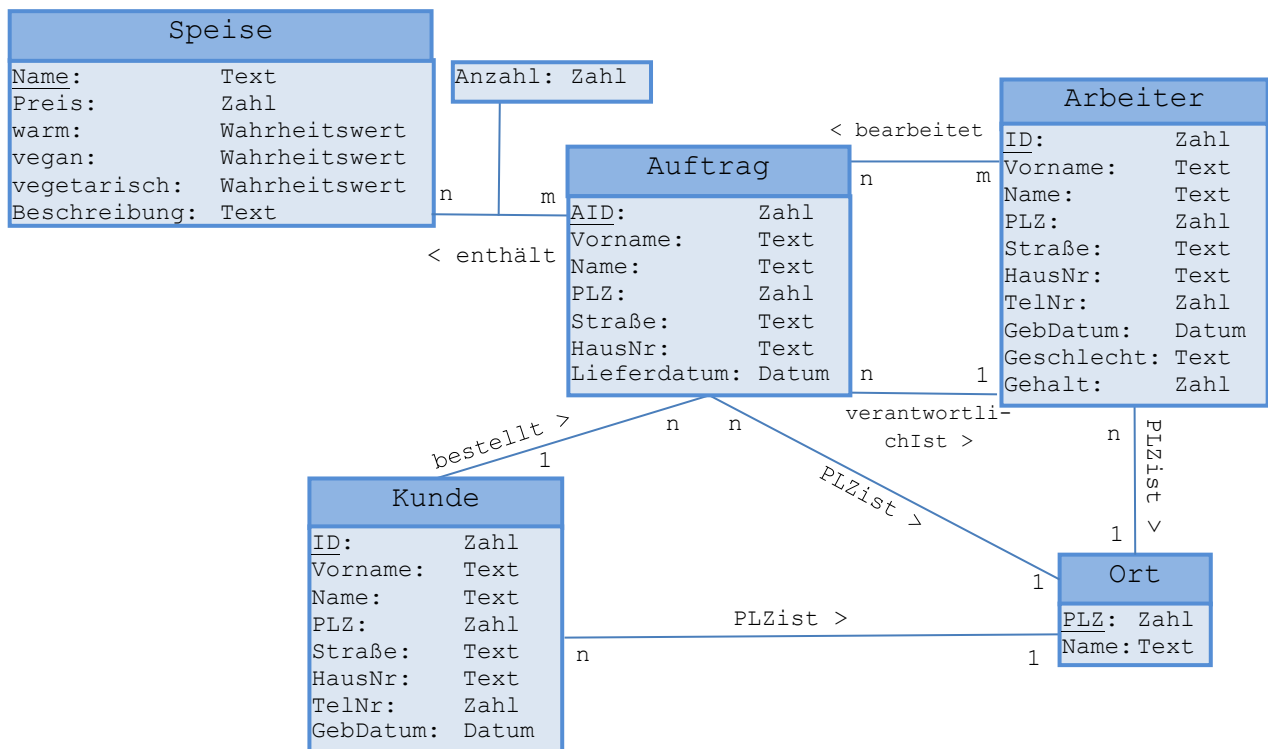 Speise
Name: Text
Preis: Zahl
warm: Wahrheitswert
vegan: Wahrheitswert
vegetarisch: Wahrheitswert
Beschreibung: Text
Anzahl: Zahl
n
m
< enthält
Auftrag
AID: Zahl
Vorname: Text
Name: Text
PLZ: Zahl
Straße: Text
HausNr: Text
Lieferdatum: Datum
< bearbeitet
n
m
Arbeiter
ID: Zahl
Vorname: Text
Name: Text
PLZ: Zahl
Straße: Text
HausNr: Text
TelNr: Zahl
GebDatum: Datum
Geschlecht: Text
Gehalt: Zahl
n
1
verantwortli-
chIst >
bestellt >
n
1
n
PLZist >
1
n
PLZist >
1
Kunde
ID: Zahl
Vorname: Text
Name: Text
PLZ: Zahl
Straße: Text
HausNr: Text
TelNr: Zahl
GebDatum: Datum
PLZist >
n
1
Ort
PLZ: Zahl
Name: Text